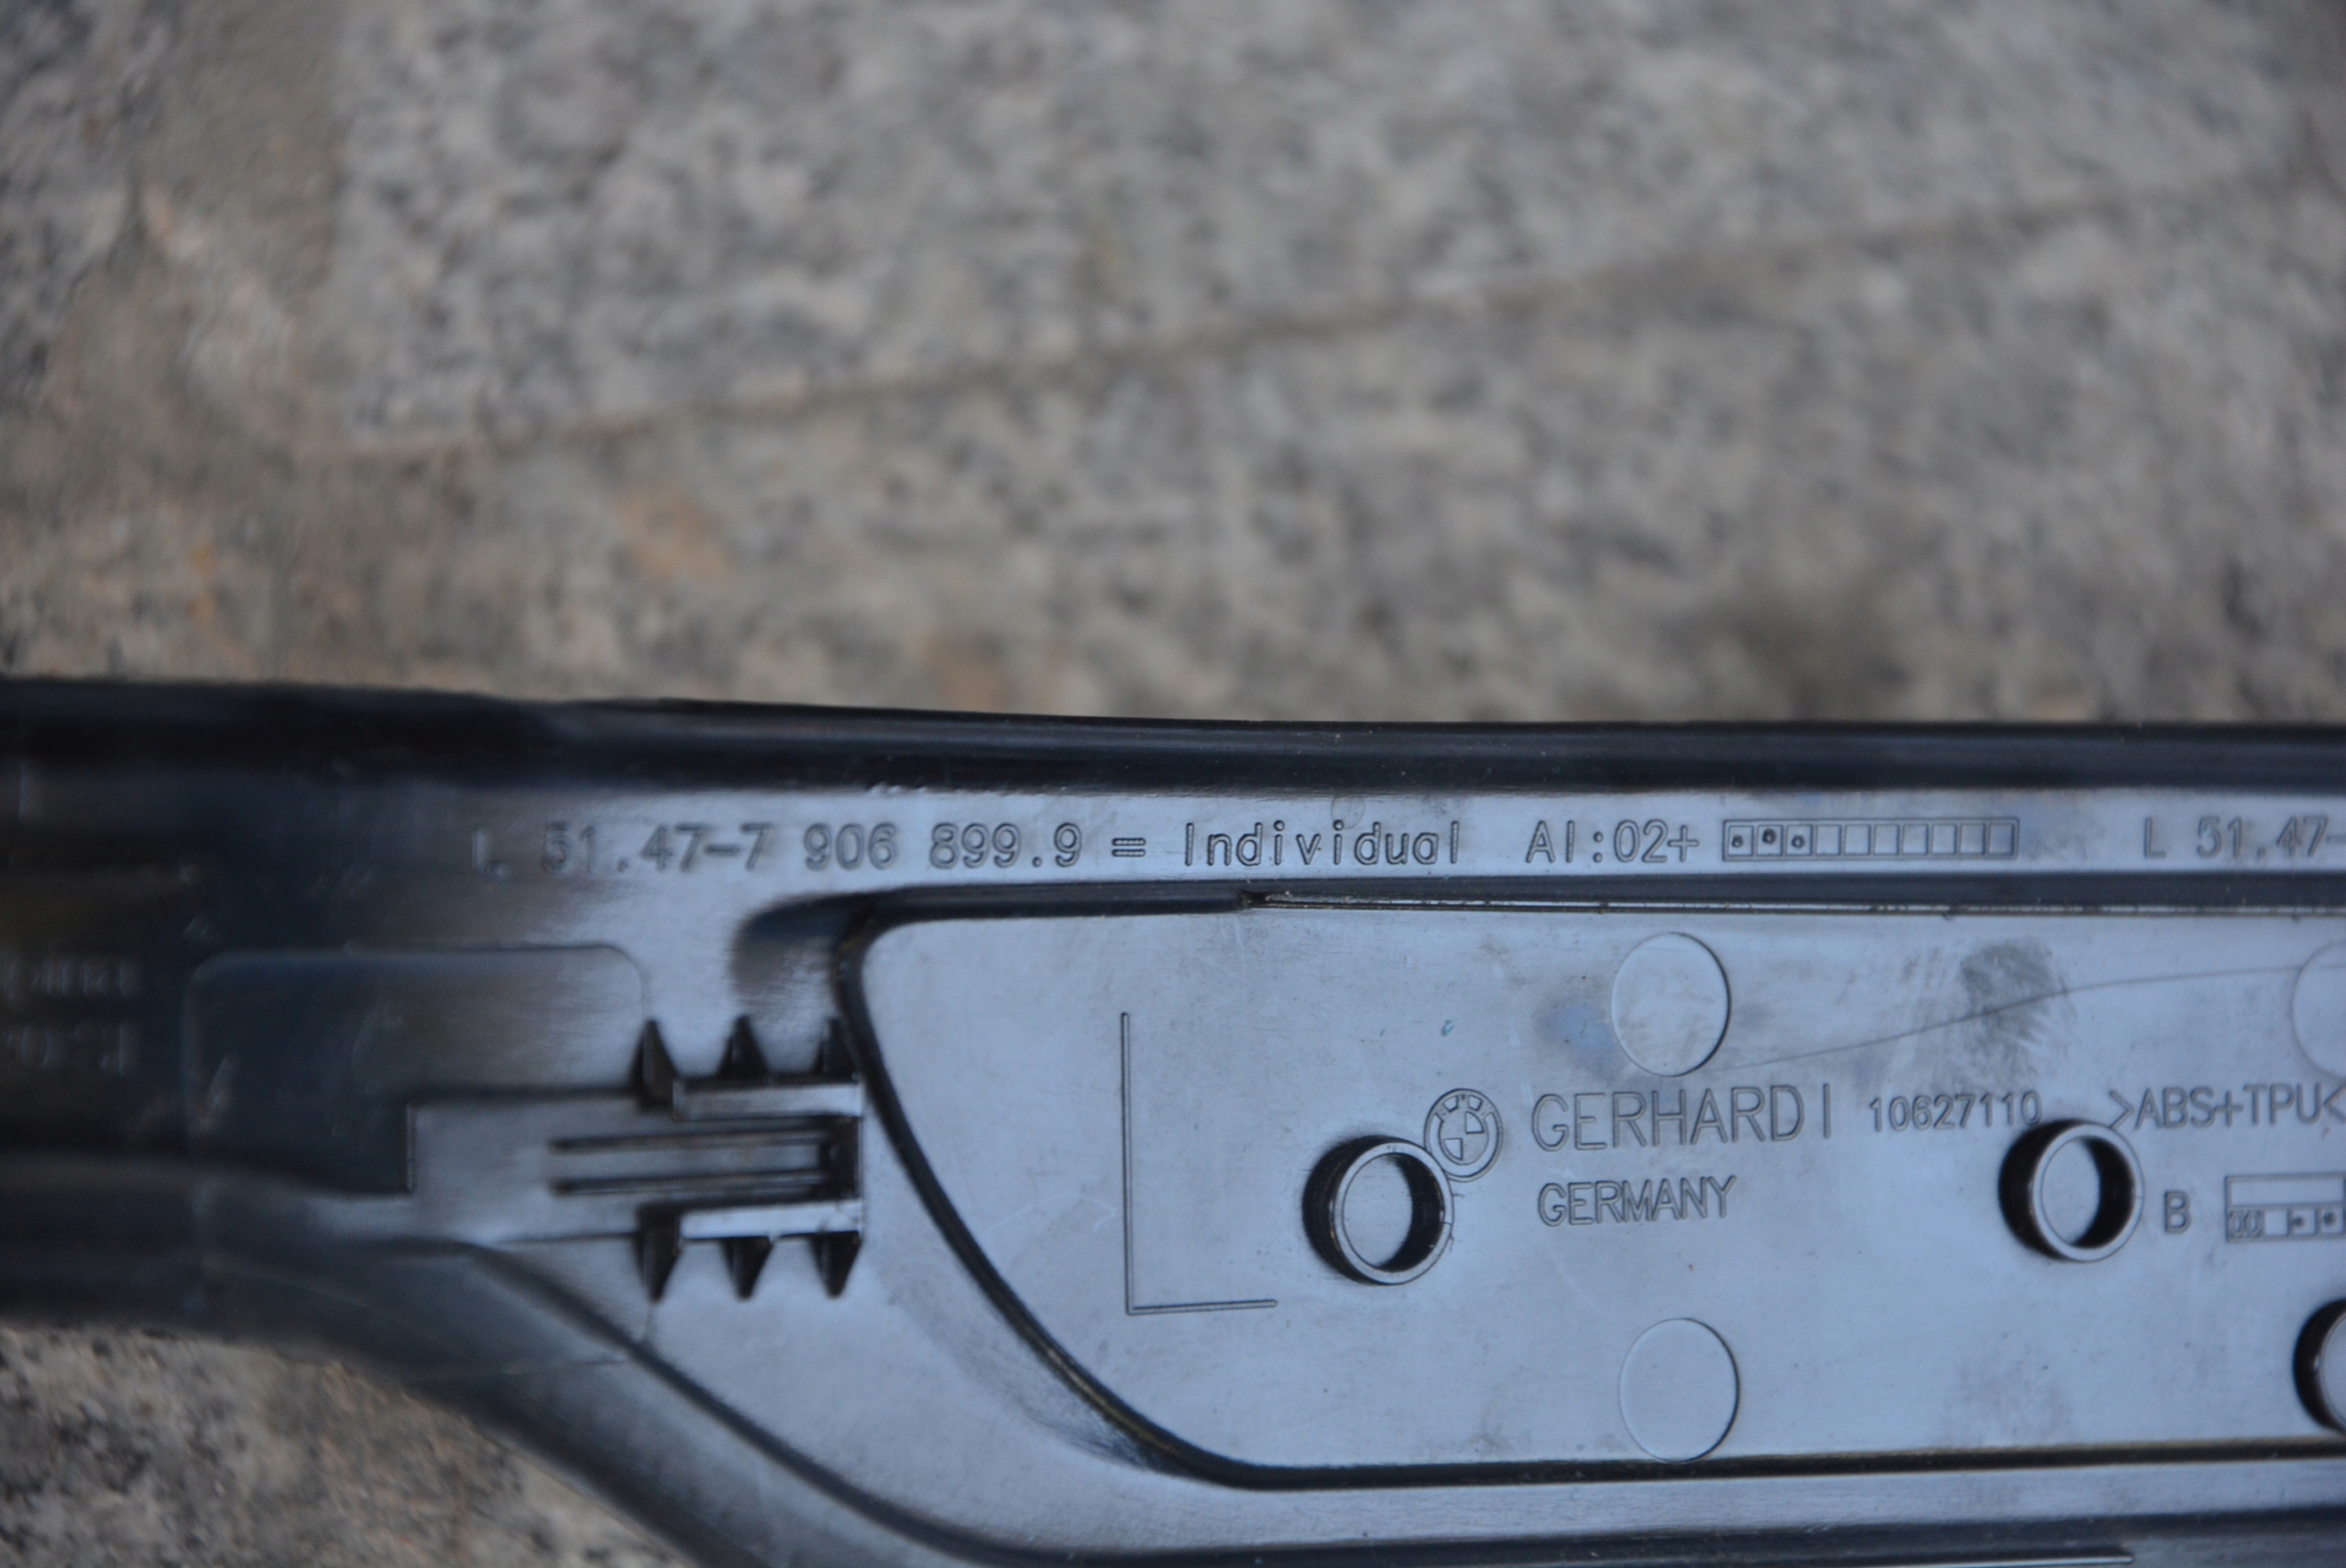 L 51.47-7 906 899.9 = Individual AI:02+ L 51.47-
GERHARDI 10627110 >ABS+TPU<
GERMANY B